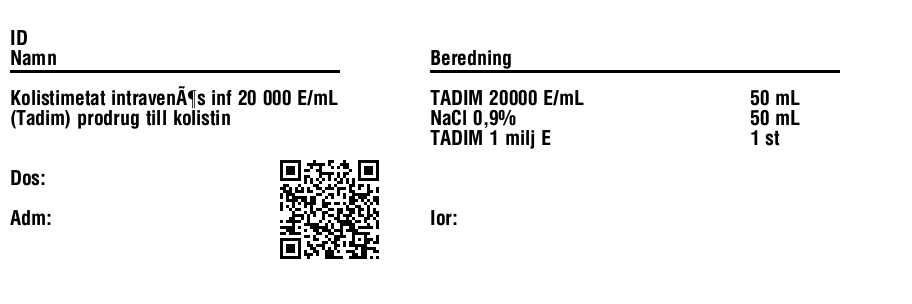 ID
Namn
Kolistimetat intravenÃ¶s inf 20 000 E/mL
(Tadim) prodrug till kolistin
Dos:
Adm:
Beredning
TADIM 20000 E/mL 50 mL
NaCl 0,9% 50 mL
TADIM 1 milj E 1 st
Ior: